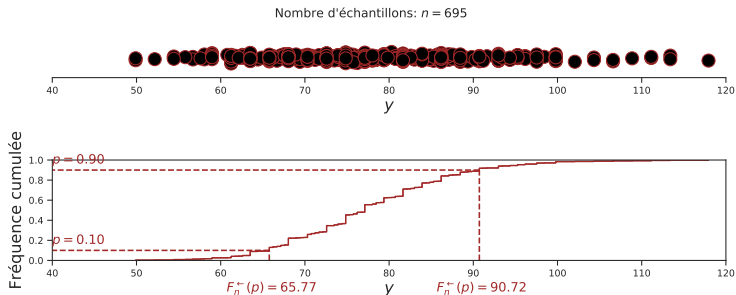 Nombre d'échantillons: n = 695
40 50 60 70 80 90 100 110 120
y
Fréquence cumulée
1.0
0.8
0.6
0.4
0.2
0.0
p = 0.90
p = 0.10
40 50 60 70 80 90 100 110 120
F_n^←(p) = 65.77
y
F_n^←(p) = 90.72